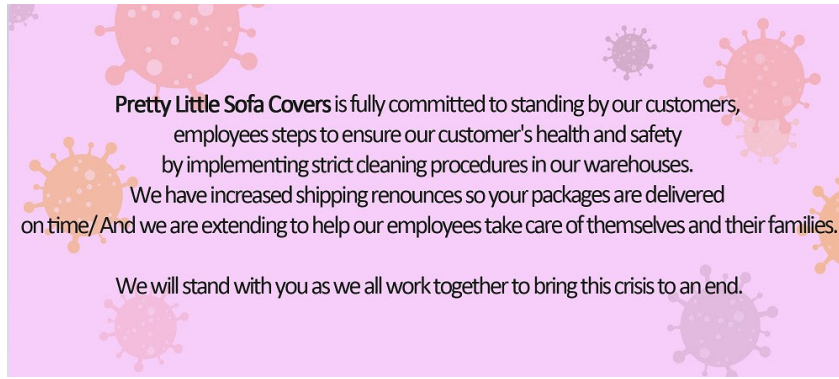 Pretty Little Sofa Covers is fully committed to standing by our customers,
employees steps to ensure our customer's health and safety
by implementing strict cleaning procedures in our warehouses.
We have increased shipping renounces so your packages are delivered
on time/ And we are extending to help our employees take care of themselves and their families.
We will stand with you as we all work together to bring this crisis to an end.